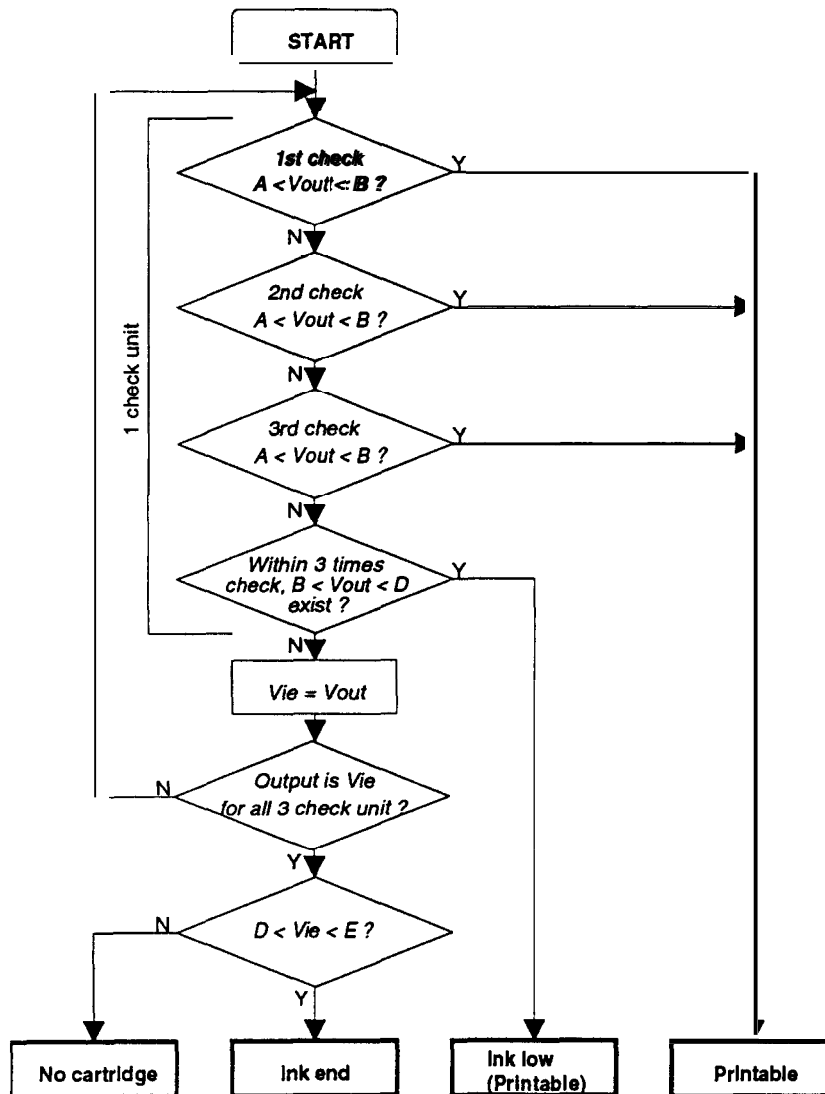 START
1st check
A < Vout < B ?
Y
N
2nd check
A < Vout < B ?
Y
N
3rd check
A < Vout < B ?
Y
N
1 check unit
Within 3 times
check, B < Vout < D
exist ?
Y
N
Vie = Vout
Output is Vie
for all 3 check unit ?
N
Y
D < Vie < E ?
N
Y
No cartridge
Ink end
Ink low
(Printable)
Printable